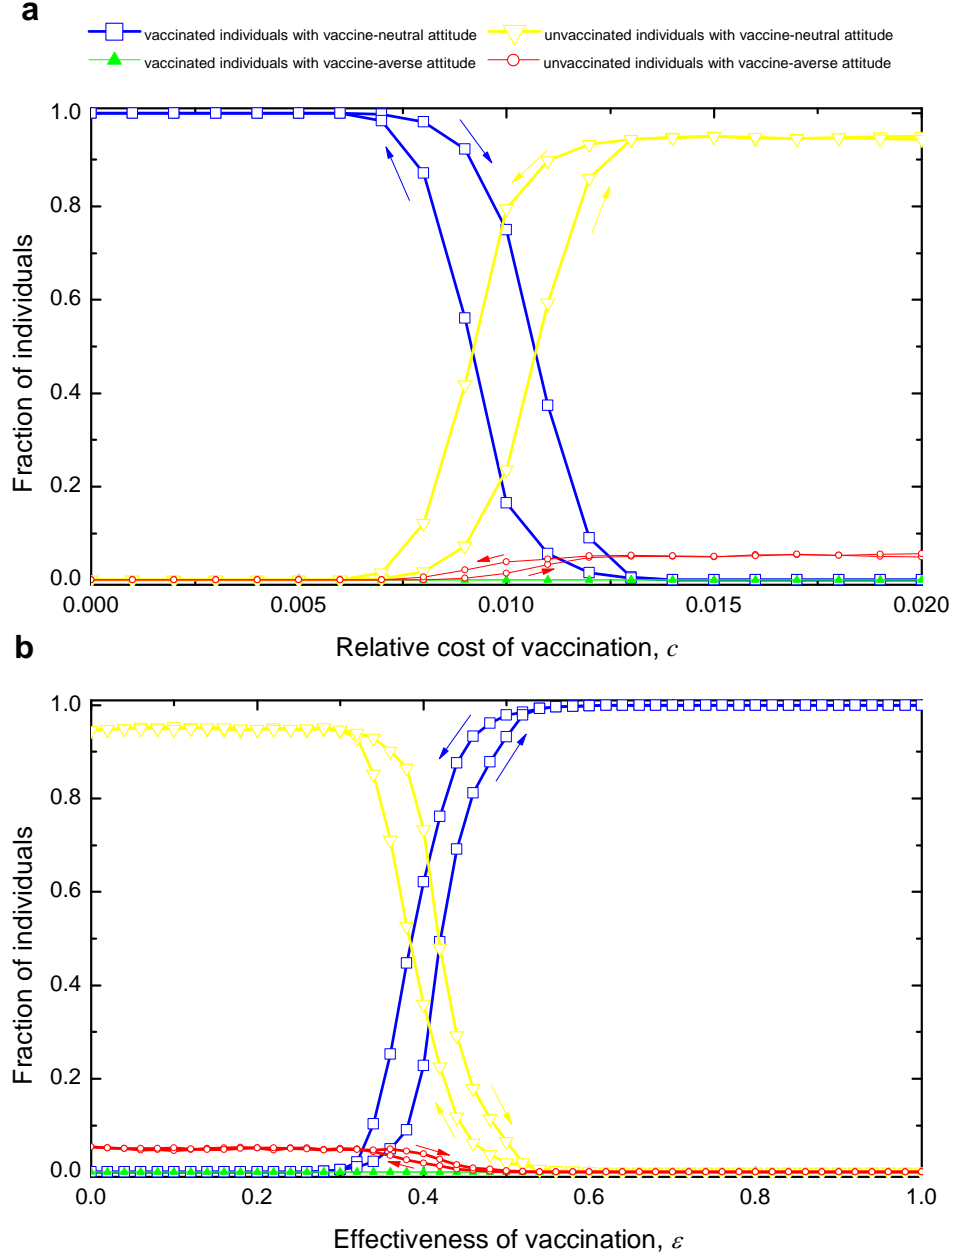 a
vaccinated individuals with vaccine-neutral attitude unvaccinated individuals with vaccine-neutral attitude
vaccinated individuals with vaccine-averse attitude unvaccinated individuals with vaccine-averse attitude
1.0
0.8
0.6
0.4
0.2
0.0
Fraction of individuals
0.000 0.005 0.010 0.015 0.020
Relative cost of vaccination, c
b
1.0
0.8
0.6
0.4
0.2
0.0
Fraction of individuals
0.0 0.2 0.4 0.6 0.8 1.0
Effectiveness of vaccination, ε